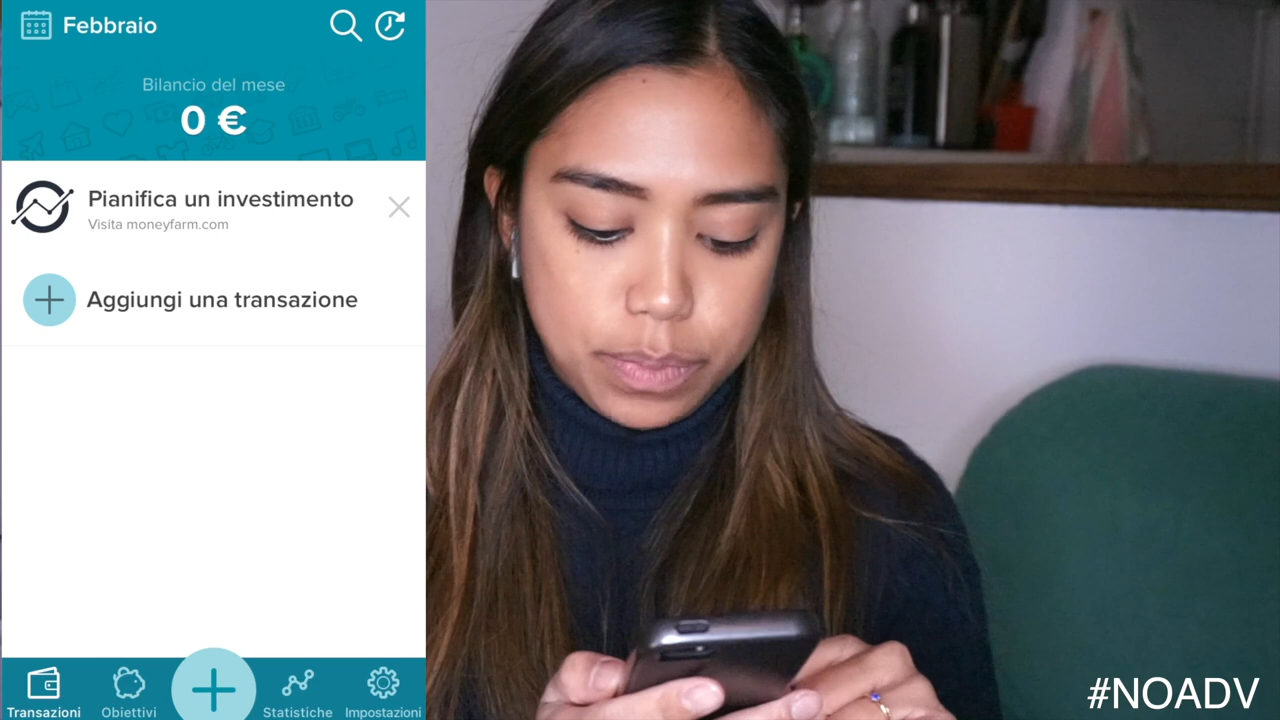 Febbraio
Bilancio del mese
0 €
Pianifica un investimento
Visita moneyfarm.com
Aggiungi una transazione
Transazioni
Obiettivi
Statistiche
Impostazioni
#NOADV